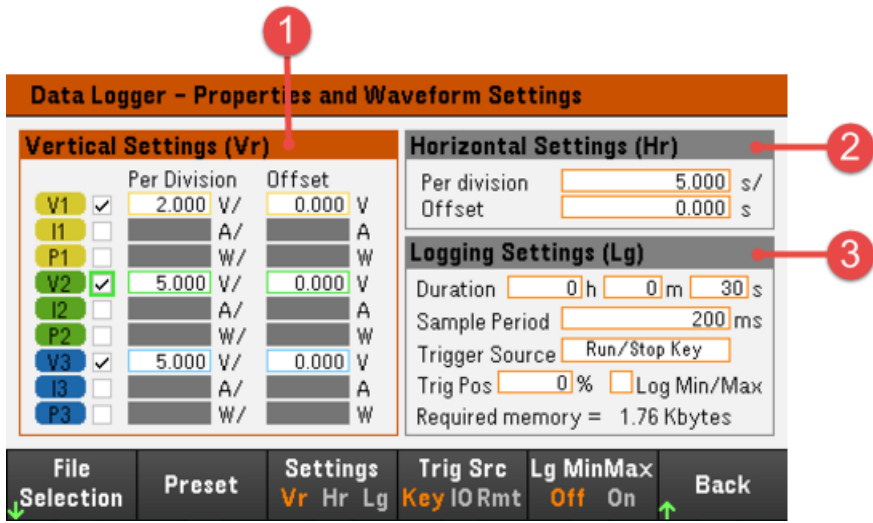 1
Data Logger – Properties and Waveform Settings
Vertical Settings (Vr)
Per Division Offset
V1 2.000 V/ 0.000 V
I1 A/ A
P1 W/ W
V2 5.000 V/ 0.000 V
I2 A/ A
P2 W/ W
V3 5.000 V/ 0.000 V
I3 A/ A
P3 W/ W
Horizontal Settings (Hr)
2
Per division 5.000 s/
Offset 0.000 s
Logging Settings (Lg)
3
Duration 0 h 0 m 30 s
Sample Period 200 ms
Trigger Source Run/Stop Key
Trig Pos 0 % Log Min/Max
Required memory = 1.76 Kbytes
File
Selection
Preset
Settings
Vr Hr Lg
Trig Src
Key IO Rmt
Lg MinMax
Off On
Back